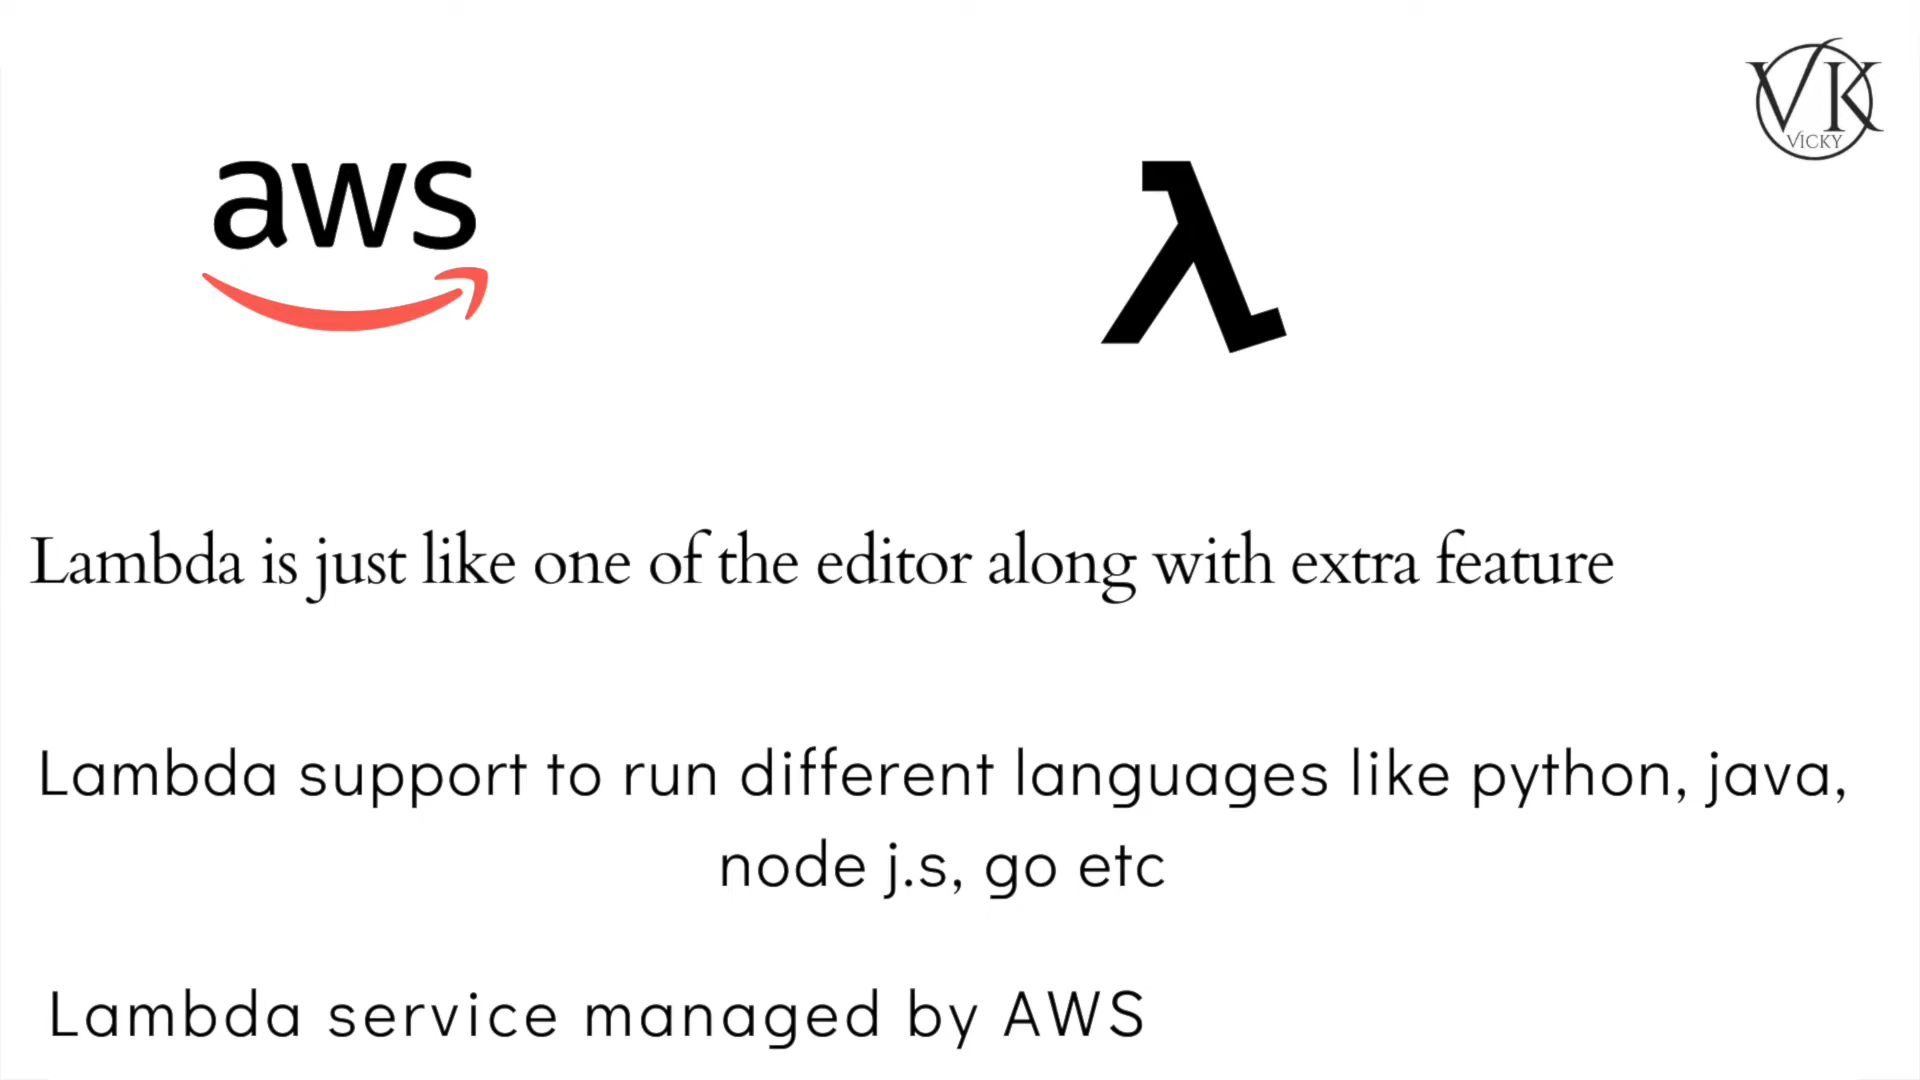 VK
VICKY
aws
λ
Lambda is just like one of the editor along with extra feature
Lambda support to run different languages like python, java,
node j.s, go etc
Lambda service managed by AWS